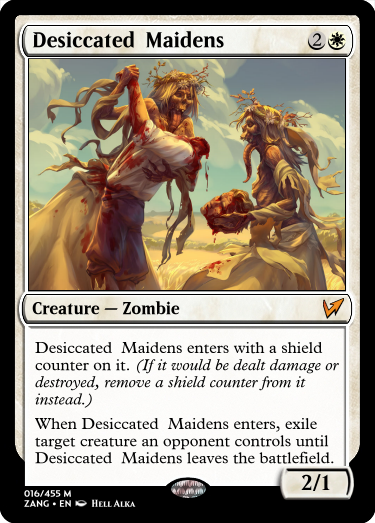 Desiccated  Maidens 2
Creature — Zombie
Desiccated  Maidens enters with a shield
counter on it. (If it would be dealt damage or
destroyed, remove a shield counter from it
instead.)
When Desiccated  Maidens enters, exile
target creature an opponent controls until
Desiccated  Maidens leaves the battlefield.
2/1
016/455 M
ZANG • EN Hell Alka